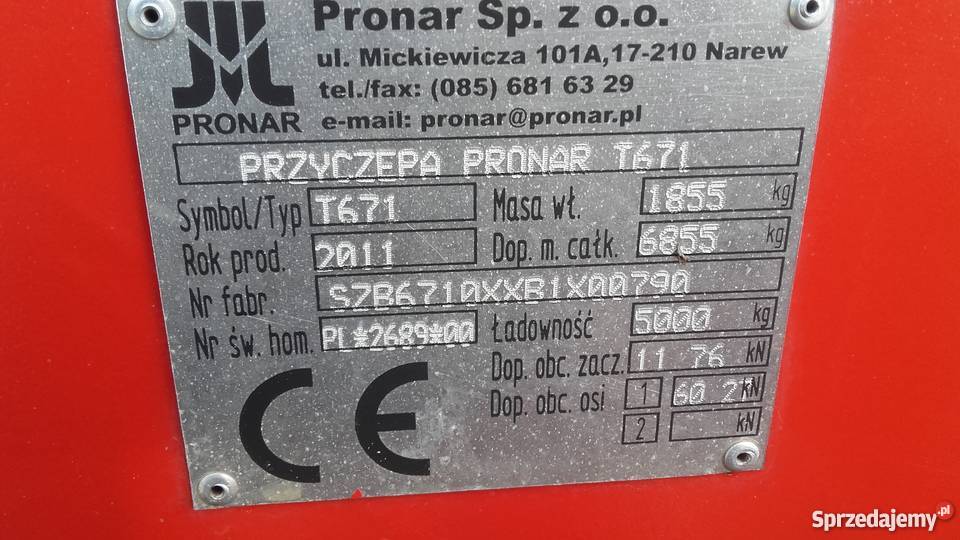 Pronar Sp. z o.o.
ul. Mickiewicza 101A,17-210 Narew
tel./fax: (085) 681 63 29
PRONAR e-mail: pronar@pronar.pl
PRZYCZEPA PRONAR T671
Symbol/Typ T671 Masa wł. 1855 kg
Rok prod. 2011 Dop. m. całk. 6855 kg
Nr fabr. SZB6710XXB1X00790
Nr św. hom. PL*2689*00 Ładowność 5000 kg
Dop. obc. zacz. 11 76 kN
Dop. obc. osi 1 60 2 kN
2 kN
CE
Sprzedajemy.pl